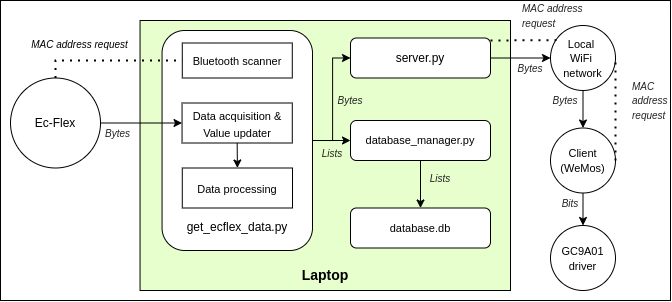 MAC address
request
MAC address request
Bluetooth scanner
server.py
Local
WiFi
network
Bytes
MAC
address
request
Ec-Flex
Bytes
Data acquisition &
Value updater
Bytes
Bytes
Lists
database_manager.py
Client
(WeMos)
Data processing
Lists
Bits
get_ecflex_data.py
database.db
GC9A01
driver
Laptop